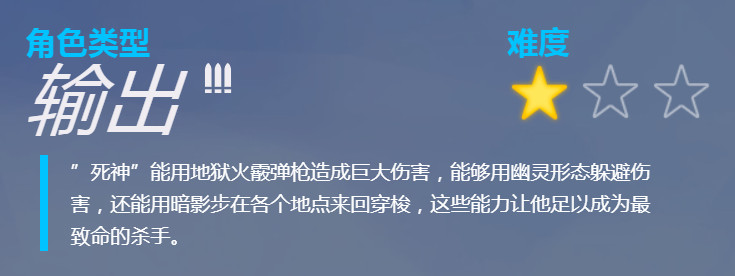 角色类型
难度
输出
”死神”能用地狱火霰弹枪造成巨大伤害，能够用幽灵形态躲避伤
害，还能用暗影步在各个地点来回穿梭，这些能力让他足以成为最
致命的杀手。